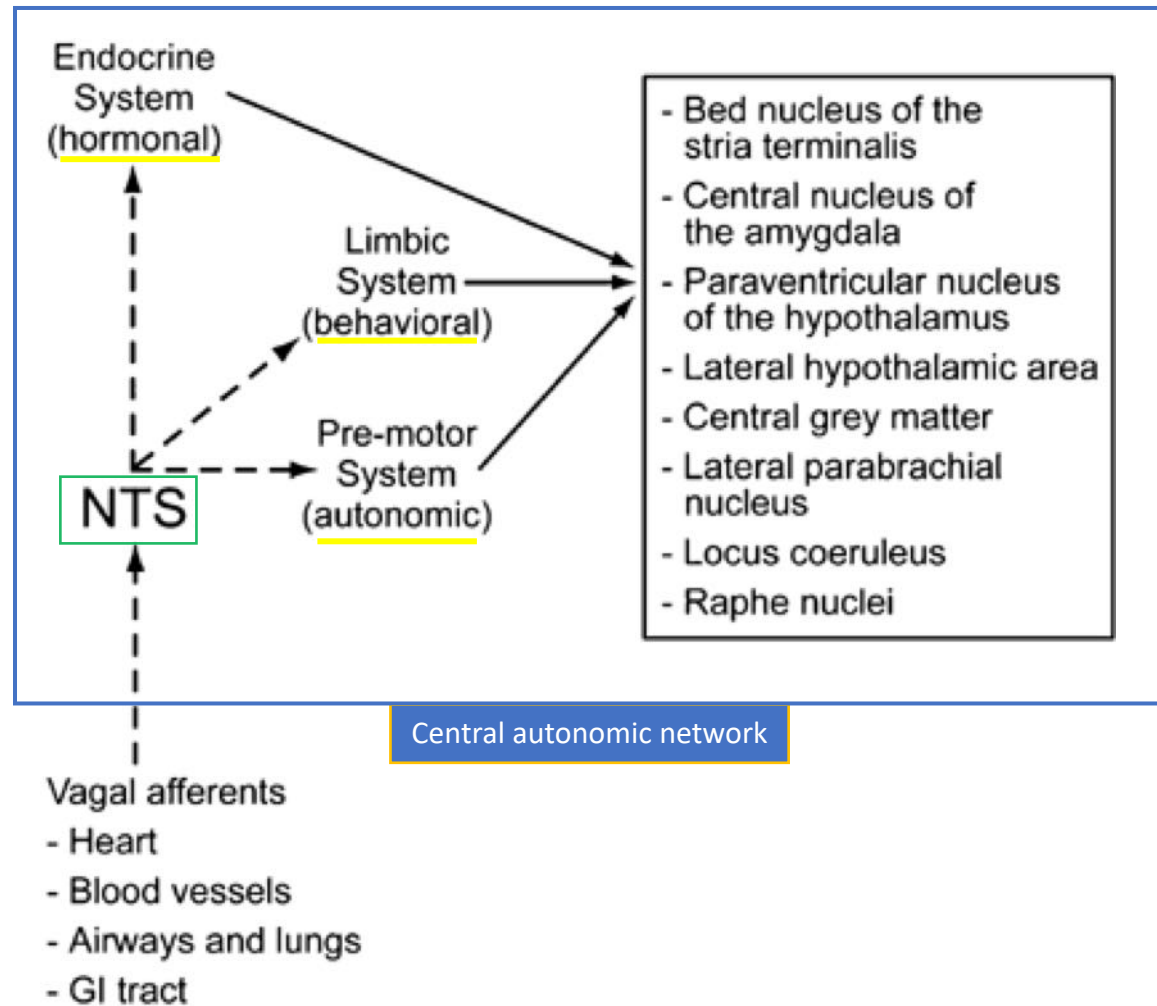 Endocrine
System
(hormonal)
Limbic
System
(behavioral)
Pre-motor
System
(autonomic)
NTS
- Bed nucleus of the
stria terminalis
- Central nucleus of
the amygdala
- Paraventricular nucleus
of the hypothalamus
- Lateral hypothalamic area
- Central grey matter
- Lateral parabrachial
nucleus
- Locus coeruleus
- Raphe nuclei
Central autonomic network
Vagal afferents
- Heart
- Blood vessels
- Airways and lungs
- GI tract